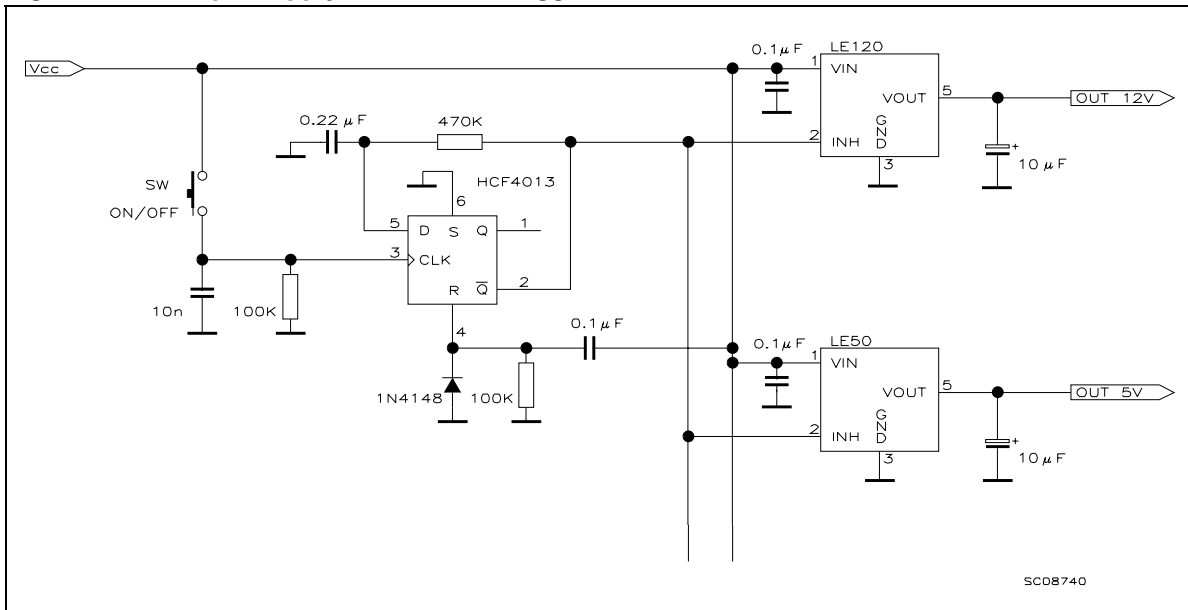 Vcc
0.1μF
LE120
1
VIN
VOUT
5
OUT 12V
GND
2
INH
3
+
10μF
0.22μF
470K
HCF4013
SW
ON/OFF
6
5
D
S
Q
1
3
CLK
R
Q̅
2
10n
100K
4
0.1μF
1N4148
100K
0.1μF
LE50
1
VIN
VOUT
5
OUT 5V
GND
2
INH
3
+
10μF
SC08740